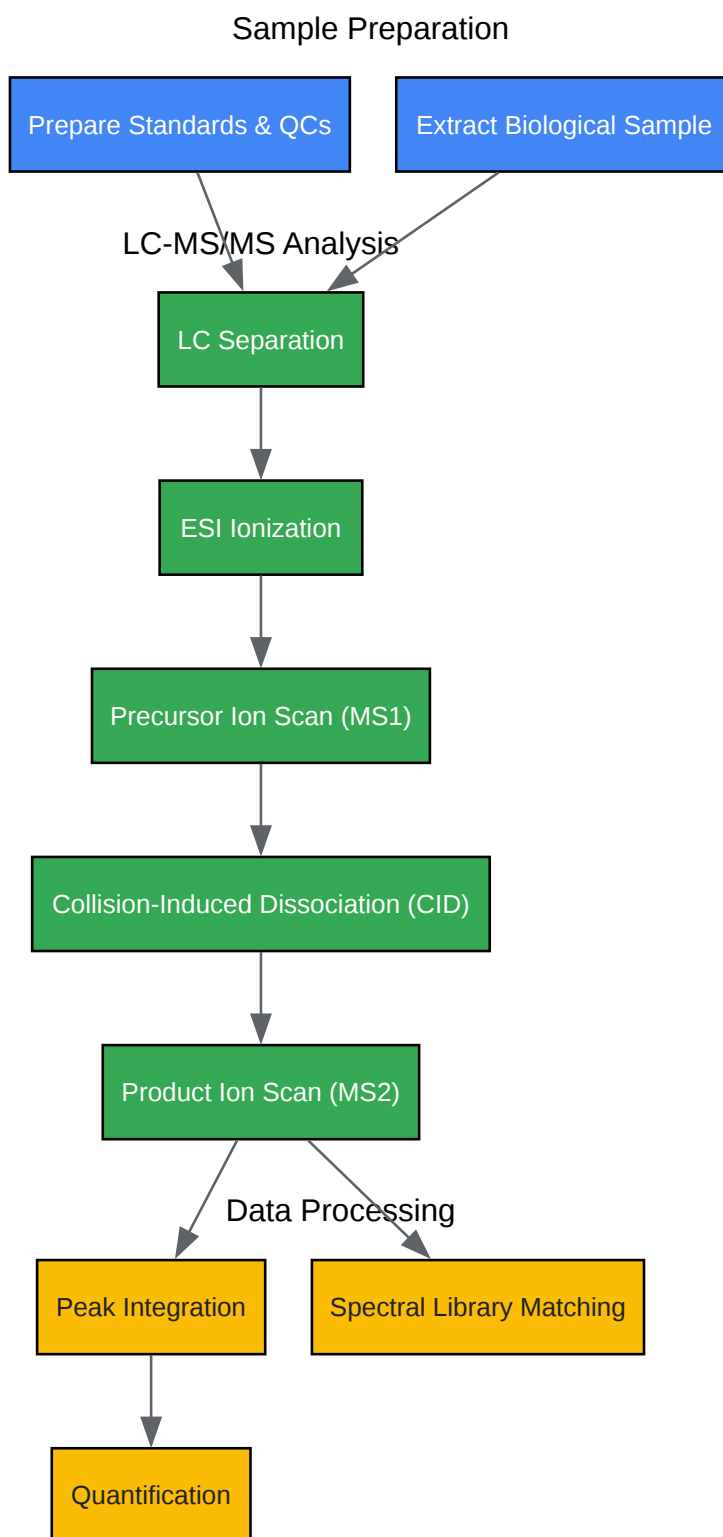 Sample Preparation
Prepare Standards & QCs
Extract Biological Sample
LC-MS/MS Analysis
LC Separation
ESI Ionization
Precursor Ion Scan (MS1)
Collision-Induced Dissociation (CID)
Product Ion Scan (MS2)
Data Processing
Peak Integration
Spectral Library Matching
Quantification